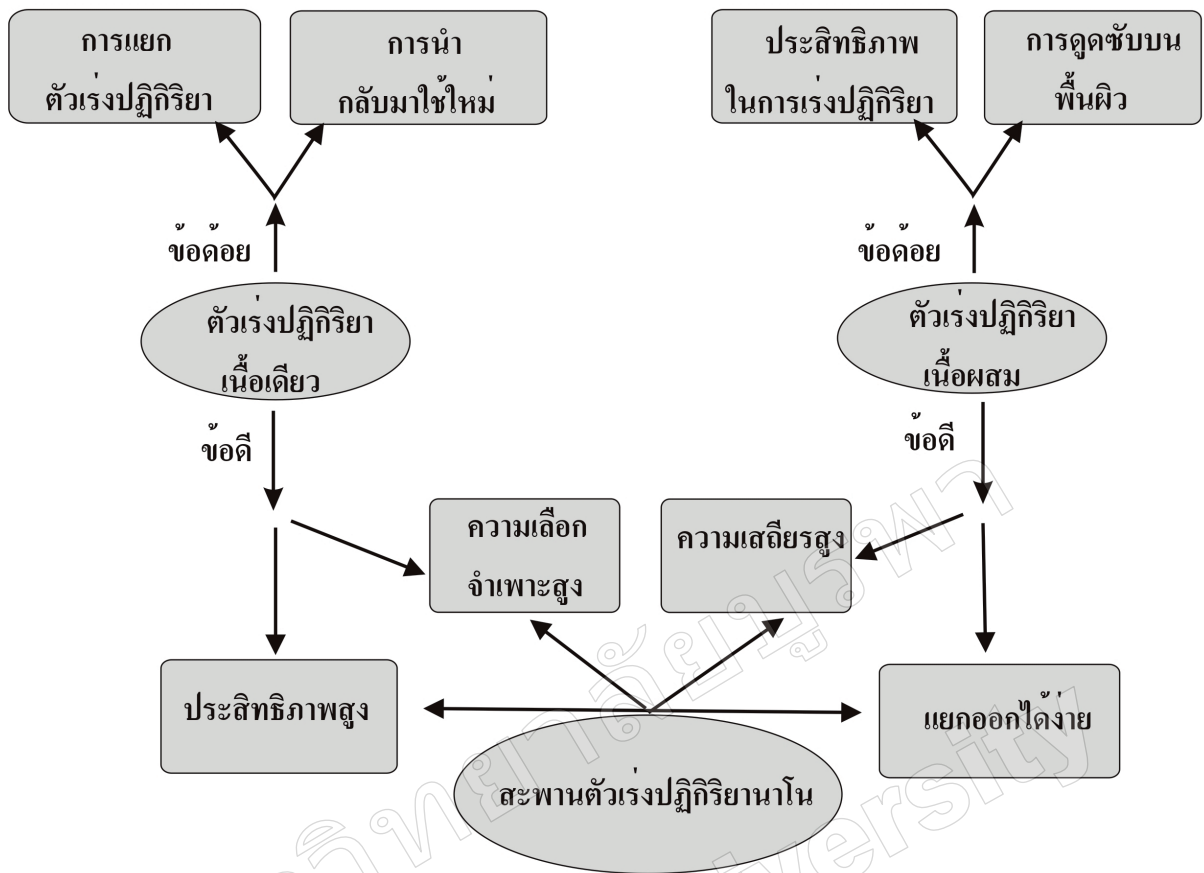 การแยก
ตัวเร่งปฏิกิริยา
การนำ
กลับมาใช้ใหม่
ประสิทธิภาพ
ในการเร่งปฏิกิริยา
การดูดซับบน
พื้นผิว
ข้อด้อย
ข้อด้อย
ตัวเร่งปฏิกิริยา
เนื้อเดียว
ตัวเร่งปฏิกิริยา
เนื้อผสม
ข้อดี
ข้อดี
ความเลือก
จำเพาะสูง
ความเสถียรสูง
ประสิทธิภาพสูง
แยกออกได้ง่าย
สะพานตัวเร่งปฏิกิริยานาโน